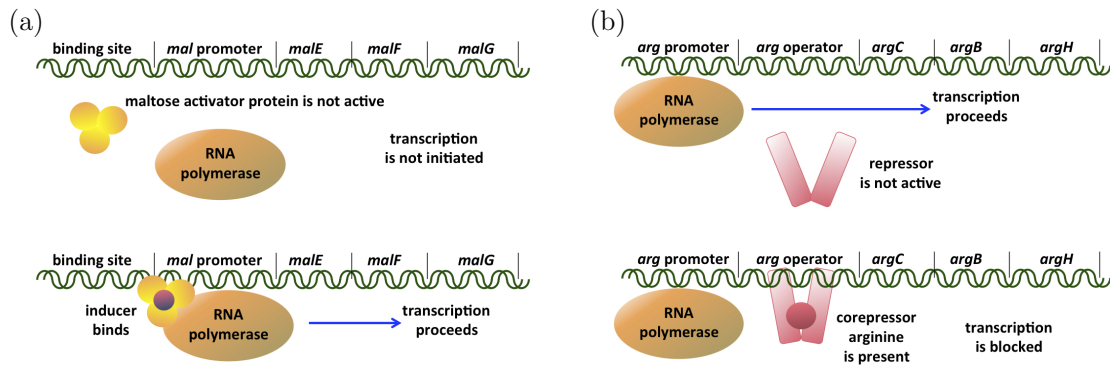 (a)
binding site mal promoter malE malF malG
maltose activator protein is not active
RNA
polymerase
transcription
is not initiated
binding site mal promoter malE malF malG
inducer
binds
RNA
polymerase
transcription
proceeds
(b)
arg promoter arg operator argC argB argH
RNA
polymerase
transcription
proceeds
repressor
is not active
arg promoter arg operator argC argB argH
RNA
polymerase
corepressor
arginine
is present
transcription
is blocked